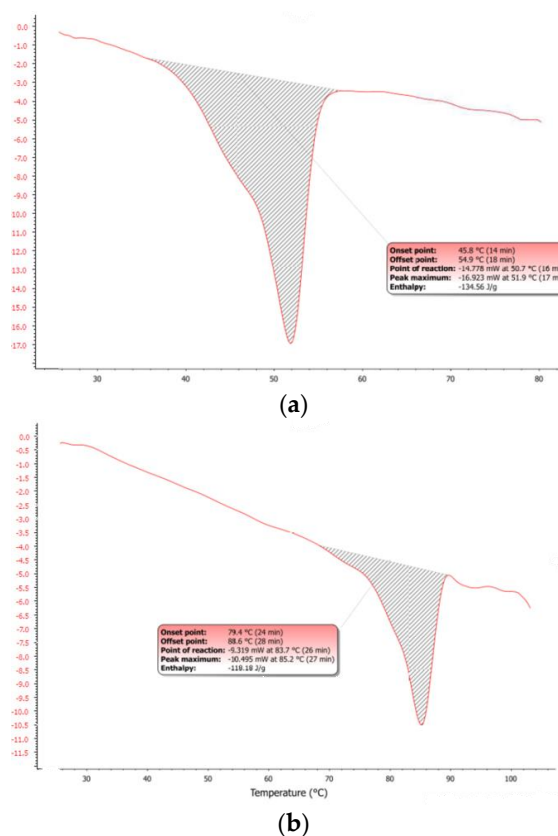 0.0
-1.0
-2.0
-3.0
-4.0
-5.0
-6.0
-7.0
-8.0
-9.0
10.0
11.0
12.0
13.0
14.0
15.0
16.0
17.0
Onset point: 45.8 °C (14 min)
Offset point: 54.9 °C (18 min)
Point of reaction: -14.778 mW at 50.7 °C (16 m
Peak maximum: -16.923 mW at 51.9 °C (17 m
Enthalpy: -134.56 J/g
30 40 50 60 70 80
(a)
0.0
-0.5
-1.0
-1.5
-2.0
-2.5
-3.0
-3.5
-4.0
-4.5
-5.0
-5.5
-6.0
-6.5
-7.0
-7.5
-8.0
-8.5
-9.0
-9.5
-10.0
-10.5
-11.0
-11.5
Onset point: 79.4 °C (24 min)
Offset point: 88.6 °C (28 min)
Point of reaction: -9.319 mW at 83.7 °C (26 min)
Peak maximum: -10.495 mW at 85.2 °C (27 min)
Enthalpy: -118.18 J/g
30 40 50 60 70 80 90 100
Temperature (°C)
(b)